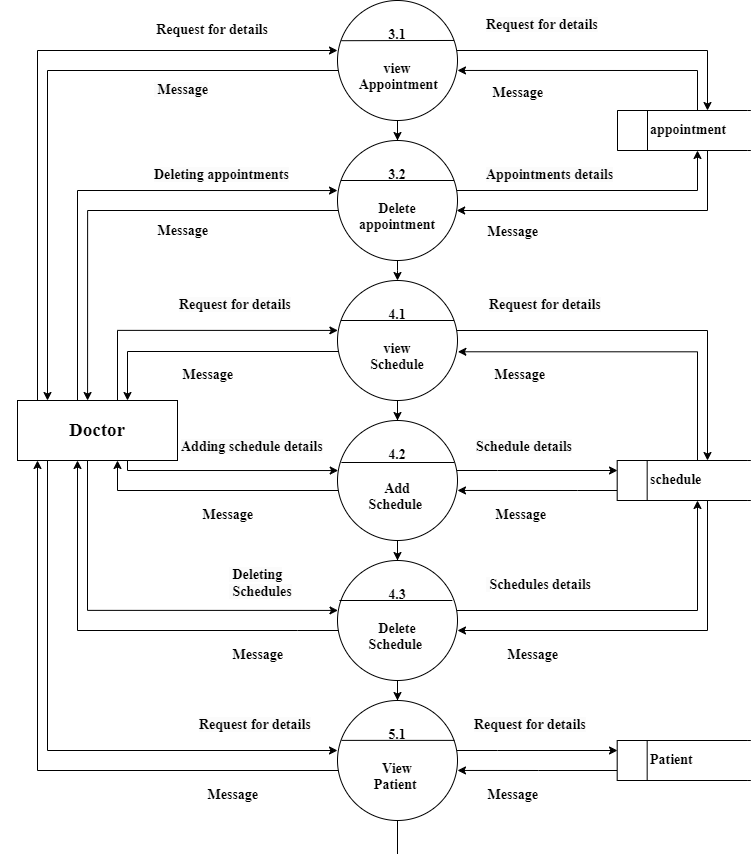 Request for details
3.1
Request for details
view
Appointment
Message
Message
appointment
Deleting appointments
3.2
Appointments details
Delete
appointment
Message
Message
Request for details
4.1
Request for details
view
Schedule
Message
Message
Doctor
Adding schedule details
4.2
Schedule details
schedule
Add
Schedule
Message
Message
Deleting
Schedules
4.3
Schedules details
Delete
Schedule
Message
Message
Request for details
5.1
Request for details
View
Patient
Patient
Message
Message